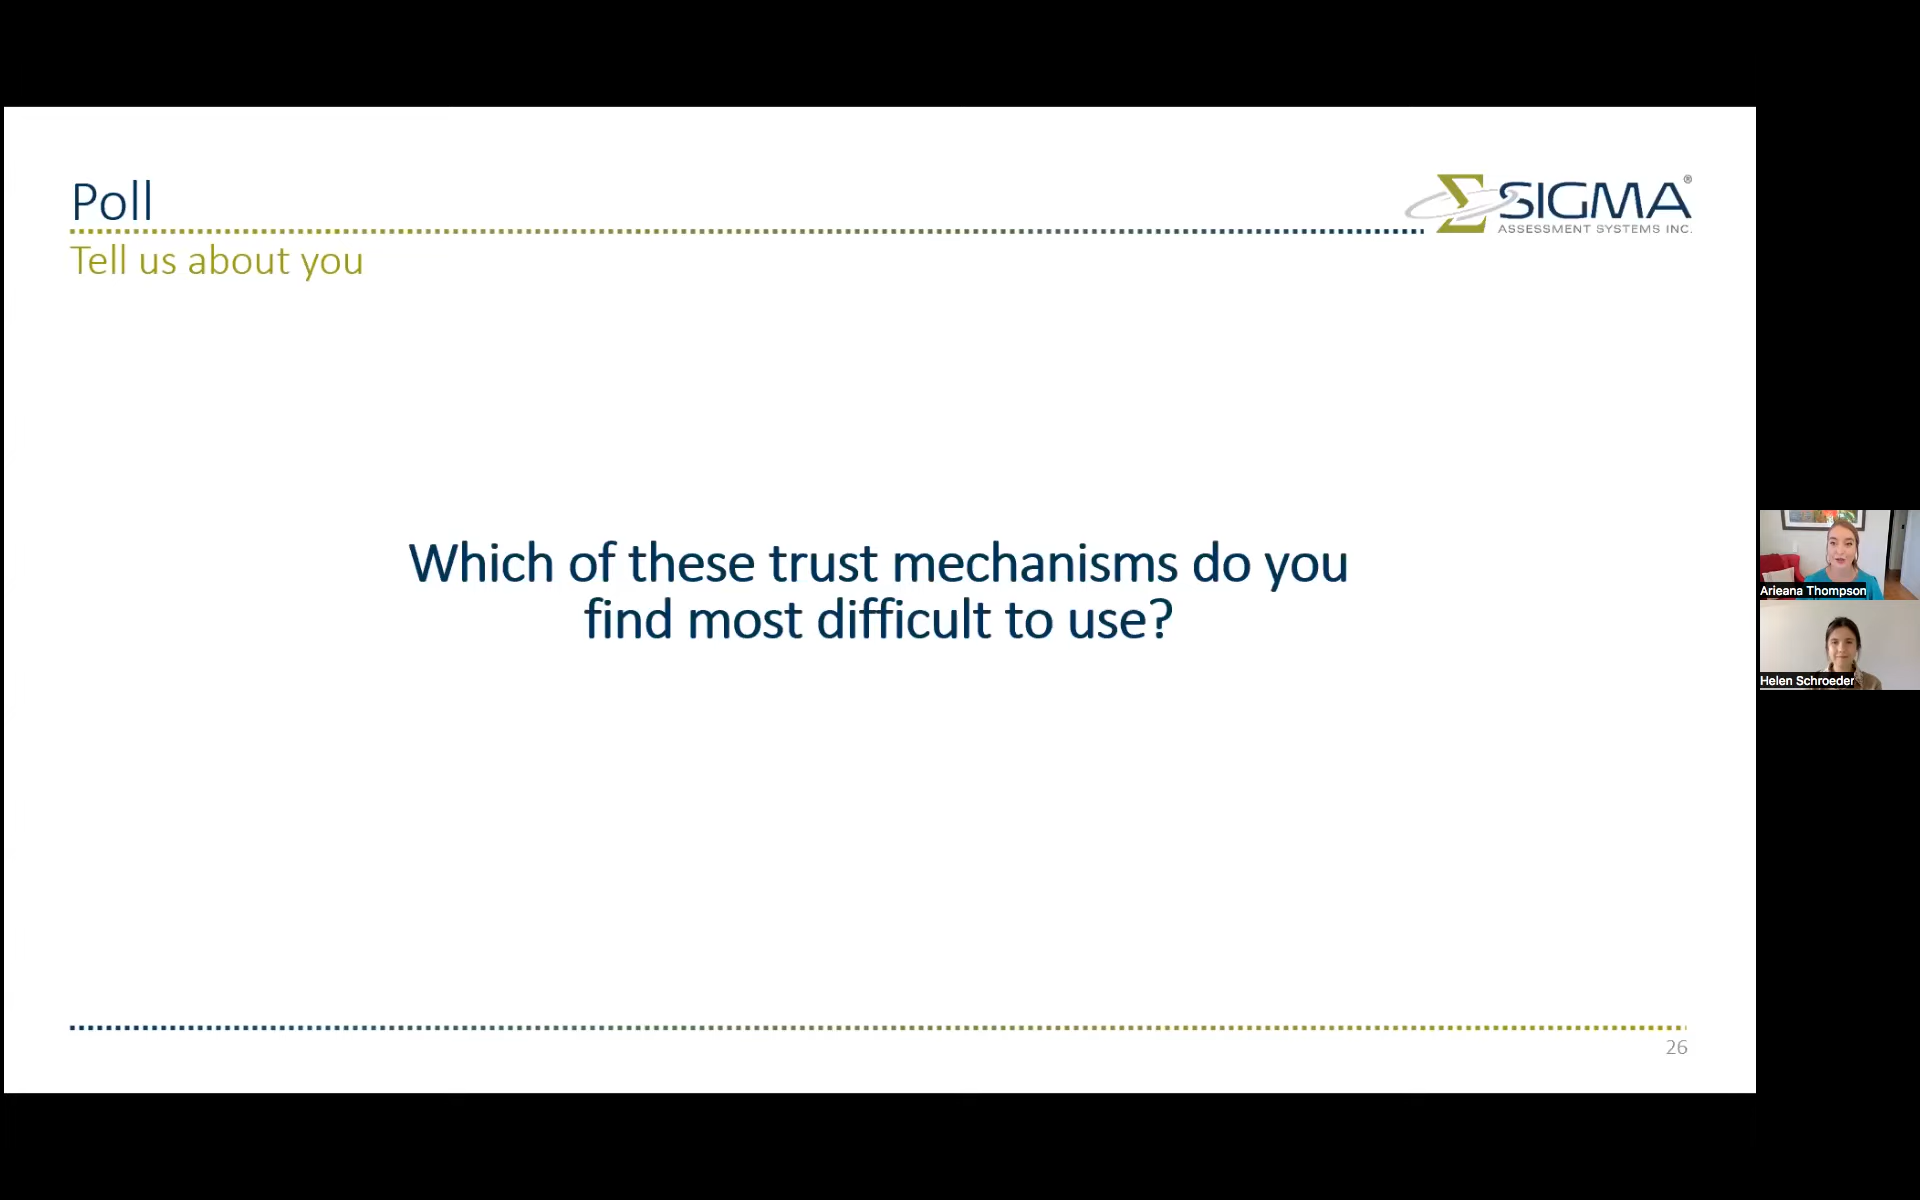 Poll
Tell us about you
Σ SIGMA®
ASSESSMENT SYSTEMS INC.
Which of these trust mechanisms do you
find most difficult to use?
Arieana Thompson
Helen Schroeder
26